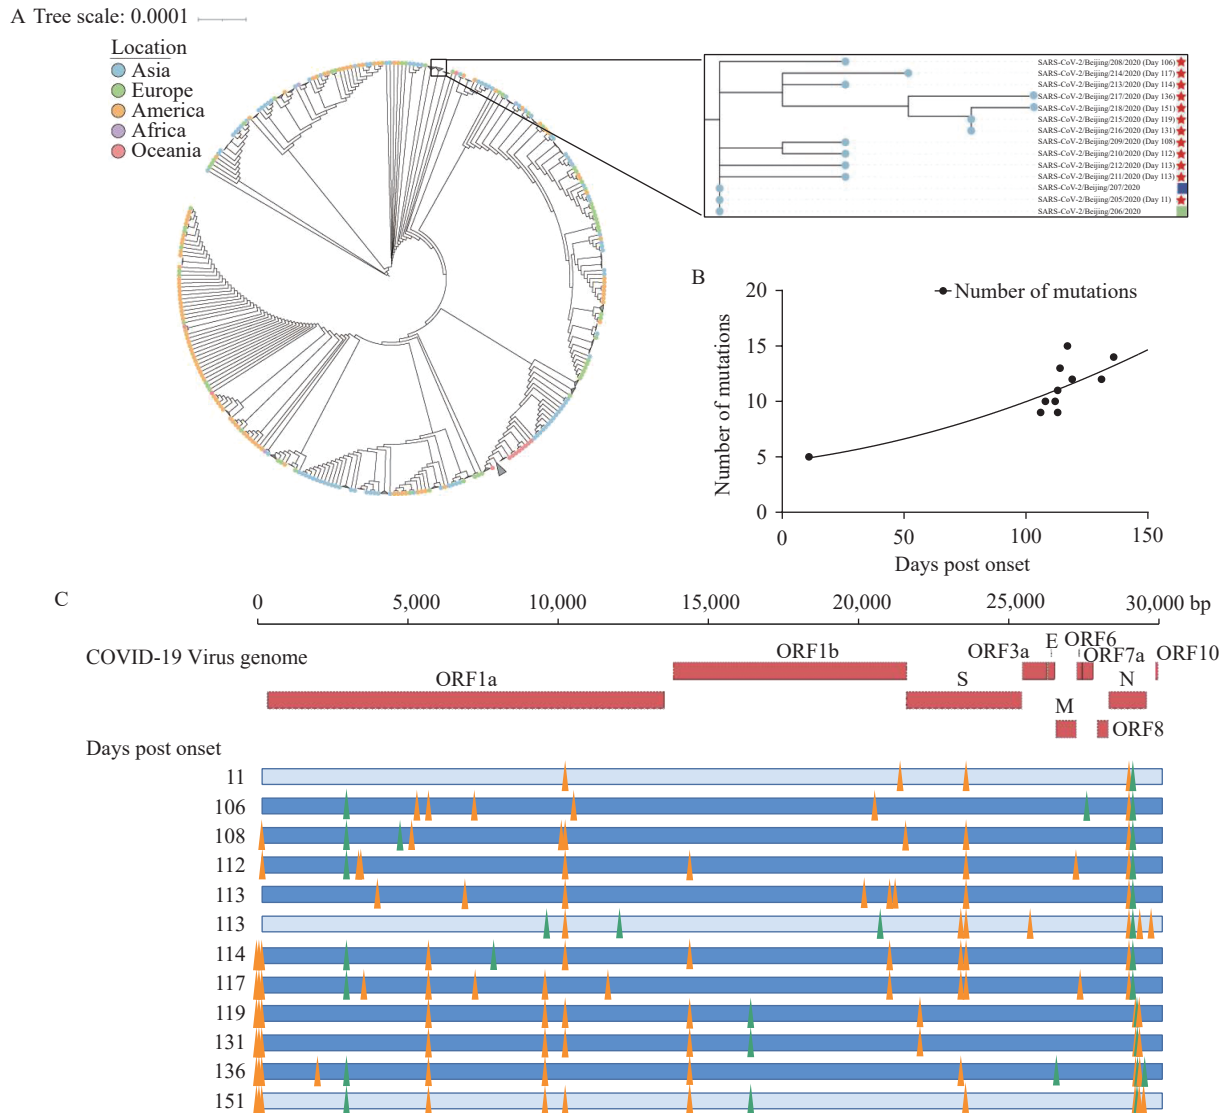 A Tree scale: 0.0001
Location
Asia
Europe
America
Africa
Oceania
SARS-CoV-2/Beijing/208/2020 (Day 106)
SARS-CoV-2/Beijing/214/2020 (Day 117)
SARS-CoV-2/Beijing/213/2020 (Day 114)
SARS-CoV-2/Beijing/217/2020 (Day 136)
SARS-CoV-2/Beijing/218/2020 (Day 151)
SARS-CoV-2/Beijing/215/2020 (Day 119)
SARS-CoV-2/Beijing/216/2020 (Day 131)
SARS-CoV-2/Beijing/209/2020 (Day 108)
SARS-CoV-2/Beijing/210/2020 (Day 112)
SARS-CoV-2/Beijing/212/2020 (Day 113)
SARS-CoV-2/Beijing/211/2020 (Day 113)
SARS-CoV-2/Beijing/207/2020
SARS-CoV-2/Beijing/205/2020 (Day 11)
SARS-CoV-2/Beijing/206/2020
B
Number of mutations
20
15
10
5
0
Number of mutations
0 50 100 150
Days post onset
C
0 5,000 10,000 15,000 20,000 25,000 30,000 bp
COVID-19 Virus genome
ORF1a
ORF1b
S
ORF3a
E
M
ORF6
ORF7a
ORF8
N
ORF10
Days post onset
11
106
108
112
113
113
114
117
119
131
136
151